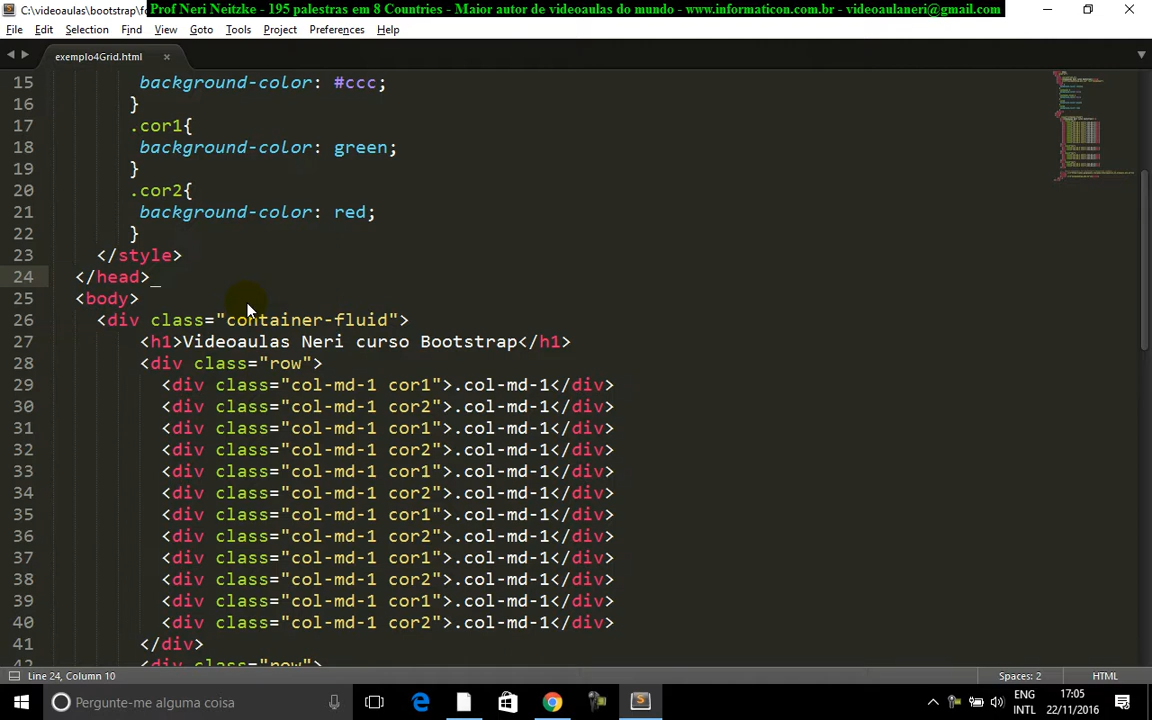 C:\videoaulas\bootstrap\fo
Prof Neri Neitzke - 195 palestras em 8 Countries - Maior autor de videoaulas do mundo - www.informaticon.com.br - videoaulaneri@gmail.com
File Edit Selection Find View Goto Tools Project Preferences Help
exemplo4Grid.html ×
15 background-color: #ccc;
16 }
17 .cor1{
18 background-color: green;
19 }
20 .cor2{
21 background-color: red;
22 }
23 </style>
24 </head>
25 <body>
26 <div class="container-fluid">
27 <h1>Videoaulas Neri curso Bootstrap</h1>
28 <div class="row">
29 <div class="col-md-1 cor1">.col-md-1</div>
30 <div class="col-md-1 cor2">.col-md-1</div>
31 <div class="col-md-1 cor1">.col-md-1</div>
32 <div class="col-md-1 cor2">.col-md-1</div>
33 <div class="col-md-1 cor1">.col-md-1</div>
34 <div class="col-md-1 cor2">.col-md-1</div>
35 <div class="col-md-1 cor1">.col-md-1</div>
36 <div class="col-md-1 cor2">.col-md-1</div>
37 <div class="col-md-1 cor1">.col-md-1</div>
38 <div class="col-md-1 cor2">.col-md-1</div>
39 <div class="col-md-1 cor1">.col-md-1</div>
40 <div class="col-md-1 cor2">.col-md-1</div>
41 </div>
42 <div class="row">
Line 24, Column 10 Spaces: 2 HTML
Pergunte-me alguma coisa
ENG 17:05
INTL 22/11/2016